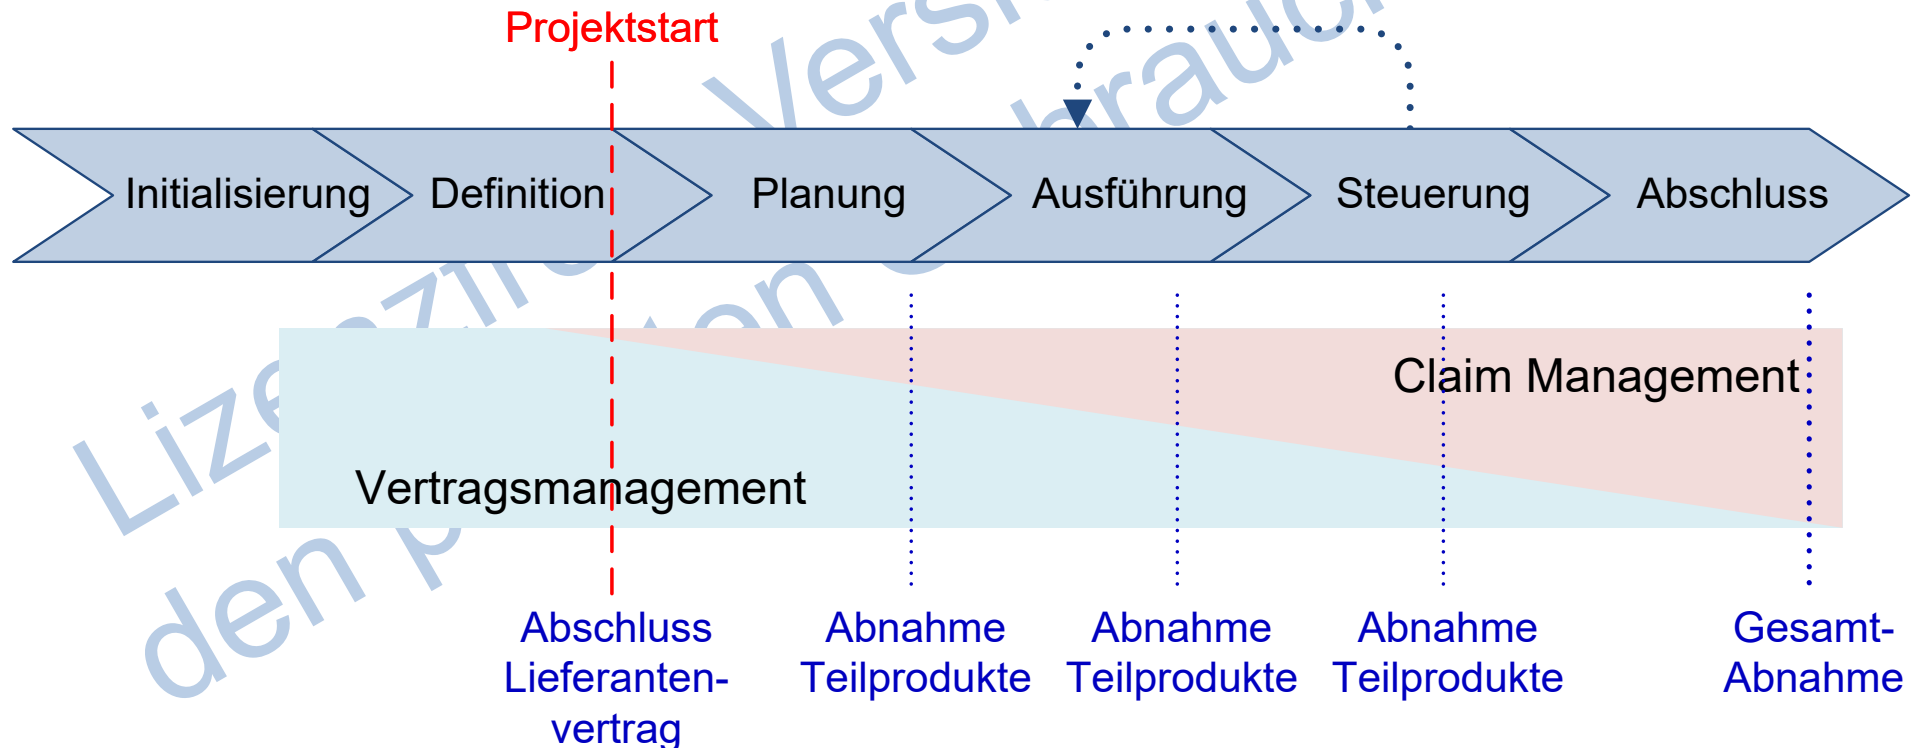 Projektstart
Initialisierung
Definition
Planung
Ausführung
Steuerung
Abschluss
Claim Management
Vertragsmanagement
Abschluss
Lieferanten-
vertrag
Abnahme
Teilprodukte
Abnahme
Teilprodukte
Abnahme
Teilprodukte
Gesamt-
Abnahme
den